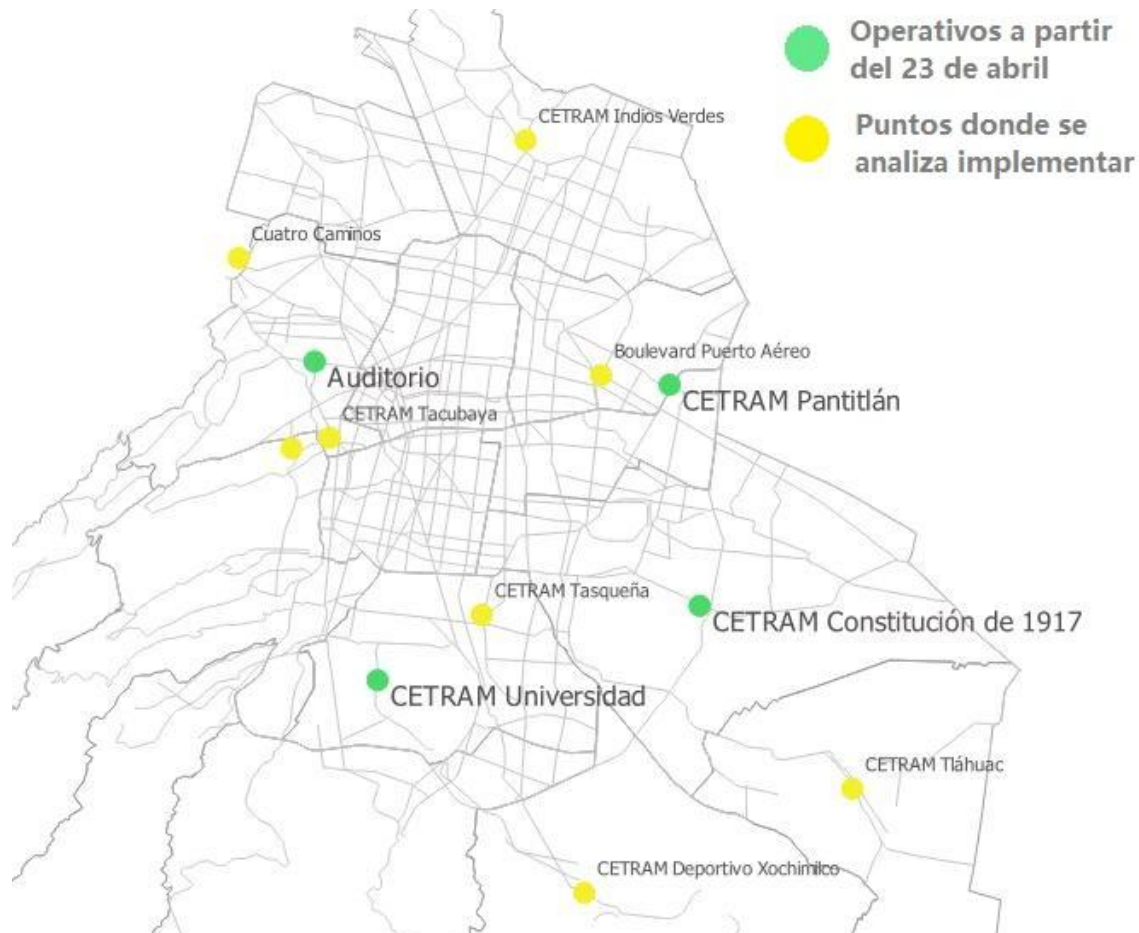 Operativos a partir
del 23 de abril
Puntos donde se
analiza implementar
CETRAM Indios Verdes
Cuatro Caminos
Boulevard Puerto Aéreo
Auditorio
CETRAM Pantitlán
CETRAM Tacubaya
CETRAM Tasqueña
CETRAM Constitución de 1917
CETRAM Universidad
CETRAM Tláhuac
CETRAM Deportivo Xochimilco